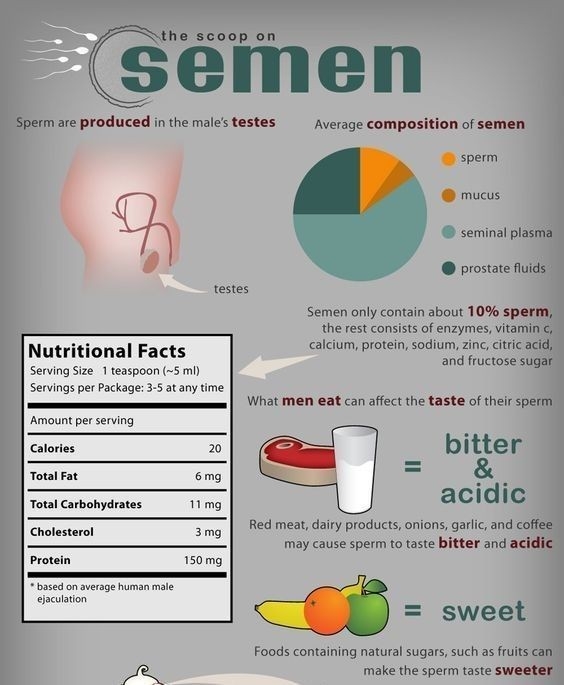 the scoop on
semen
Sperm are produced in the male's testes
testes
Average composition of semen
sperm
mucus
seminal plasma
prostate fluids
Semen only contain about 10% sperm,
the rest consists of enzymes, vitamin c,
calcium, protein, sodium, zinc, citric acid,
and fructose sugar
Nutritional Facts
Serving Size 1 teaspoon (~5 ml)
Servings per Package: 3-5 at any time
Amount per serving
Calories 20
Total Fat 6 mg
Total Carbohydrates 11 mg
Cholesterol 3 mg
Protein 150 mg
* based on average human male
ejaculation
What men eat can affect the taste of their sperm
= bitter
&
acidic
Red meat, dairy products, onions, garlic, and coffee
may cause sperm to taste bitter and acidic
= sweet
Foods containing natural sugars, such as fruits can
make the sperm taste sweeter